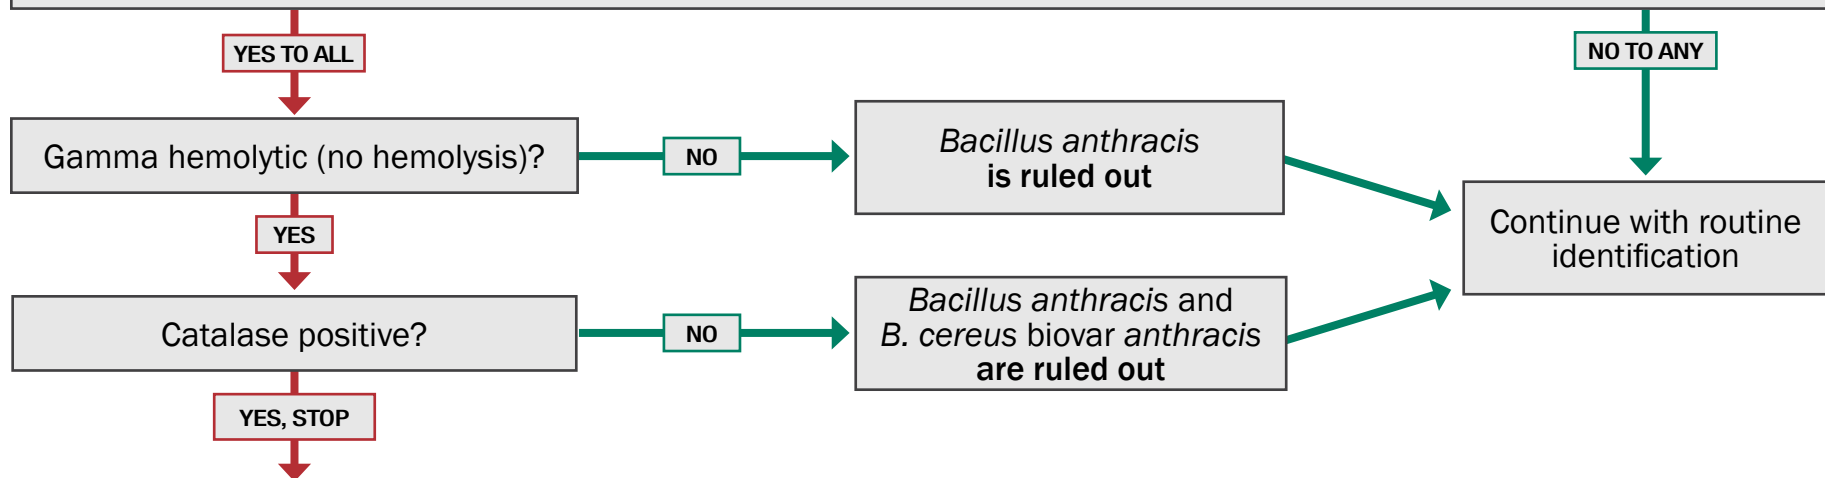 YES TO ALL
NO TO ANY
Gamma hemolytic (no hemolysis)?
NO
Bacillus anthracis
is ruled out
Continue with routine
identification
YES
Catalase positive?
NO
Bacillus anthracis and
B. cereus biovar anthracis
are ruled out
YES, STOP